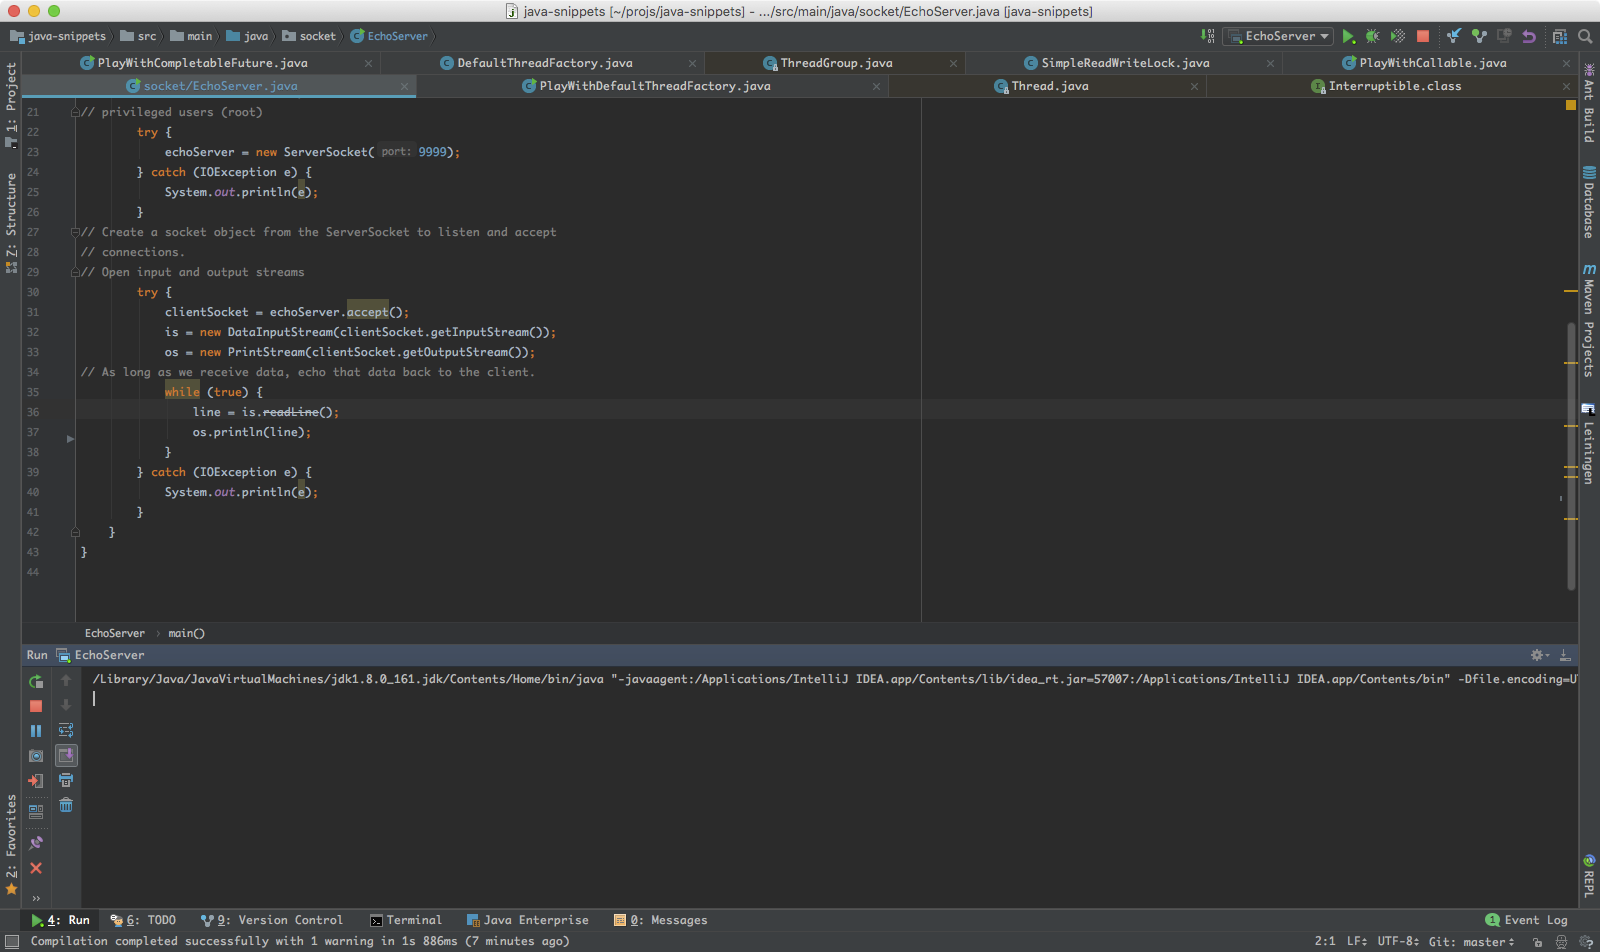 java-snippets [~/projs/java-snippets] - .../src/main/java/socket/EchoServer.java [java-snippets]
java-snippets src main java socket EchoServer EchoServer
PlayWithCompletableFuture.java DefaultThreadFactory.java ThreadGroup.java SimpleReadWriteLock.java PlayWithCallable.java
socket/EchoServer.java PlayWithDefaultThreadFactory.java Thread.java Interruptible.class
1: Project
Z: Structure
2: Favorites
21 // privileged users (root)
22 try {
23 echoServer = new ServerSocket( port: 9999);
24 } catch (IOException e) {
25 System.out.println(e);
26 }
27 // Create a socket object from the ServerSocket to listen and accept
28 // connections.
29 // Open input and output streams
30 try {
31 clientSocket = echoServer.accept();
32 is = new DataInputStream(clientSocket.getInputStream());
33 os = new PrintStream(clientSocket.getOutputStream());
34 // As long as we receive data, echo that data back to the client.
35 while (true) {
36 line = is.readLine();
37 os.println(line);
38 }
39 } catch (IOException e) {
40 System.out.println(e);
41 }
42 }
43 }
44
Ant Build
Database
Maven Projects
Leiningen
REPL
EchoServer › main()
Run EchoServer
/Library/Java/JavaVirtualMachines/jdk1.8.0_161.jdk/Contents/Home/bin/java "-javaagent:/Applications/IntelliJ IDEA.app/Contents/lib/idea_rt.jar=57007:/Applications/IntelliJ IDEA.app/Contents/bin" -Dfile.encoding=U
4: Run 6: TODO 9: Version Control Terminal Java Enterprise 0: Messages 1 Event Log
Compilation completed successfully with 1 warning in 1s 886ms (7 minutes ago) 2:1 LF UTF-8 Git: master